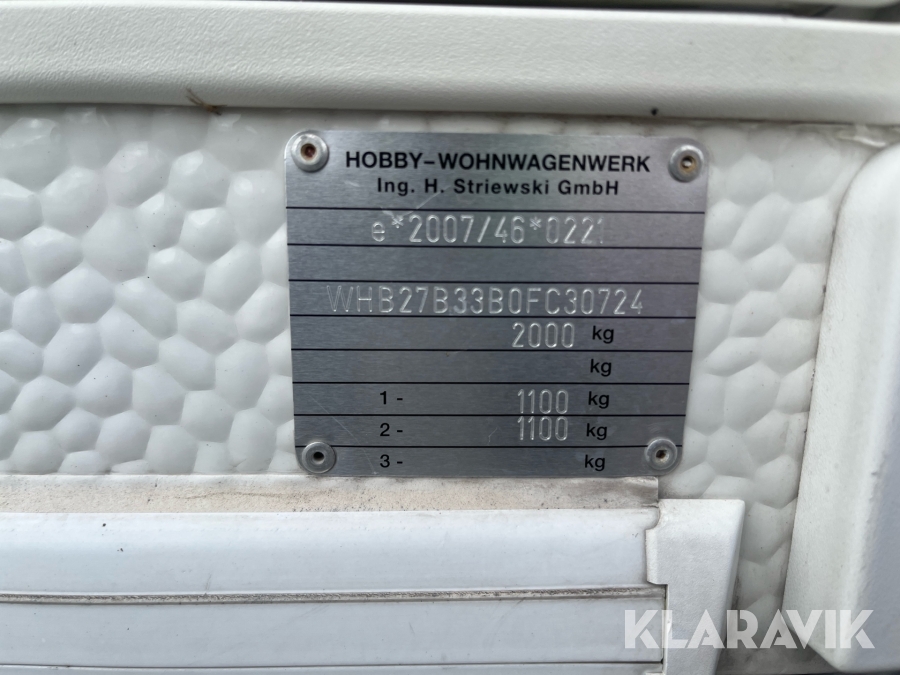 HOBBY-WOHNWAGENWERK
Ing. H. Striewski GmbH
e*2007/46*0221
WHB27B33B0FC30724
2000 kg
kg
1 - 1100 kg
2 - 1100 kg
3 - kg
KLARAVIK